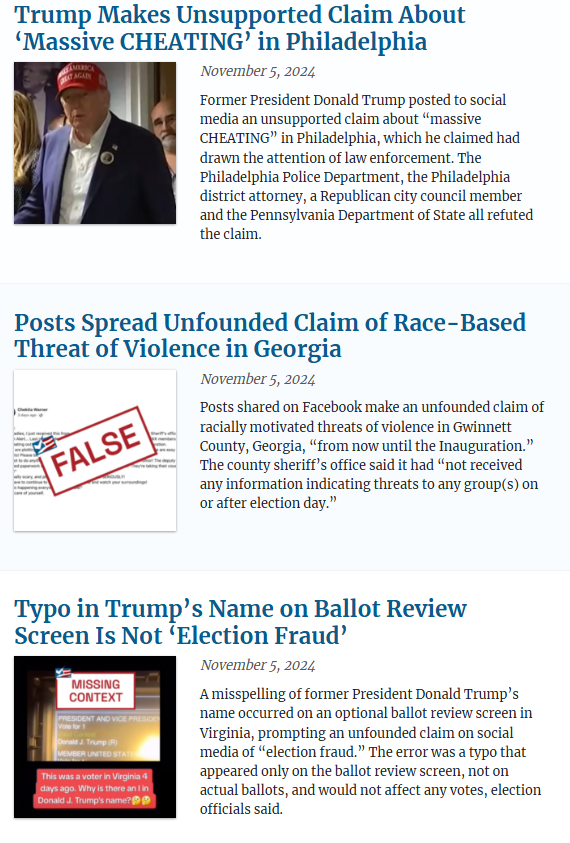 Trump Makes Unsupported Claim About
‘Massive CHEATING’ in Philadelphia
November 5, 2024
Former President Donald Trump posted to social
media an unsupported claim about “massive
CHEATING” in Philadelphia, which he claimed had
drawn the attention of law enforcement. The
Philadelphia Police Department, the Philadelphia
district attorney, a Republican city council member
and the Pennsylvania Department of State all refuted
the claim.
Posts Spread Unfounded Claim of Race-Based
Threat of Violence in Georgia
FALSE
November 5, 2024
Posts shared on Facebook make an unfounded claim of
racially motivated threats of violence in Gwinnett
County, Georgia, “from now until the Inauguration.”
The county sheriff’s office said it had “not received
any information indicating threats to any group(s) on
or after election day.”
Typo in Trump’s Name on Ballot Review
Screen Is Not ‘Election Fraud’
MISSING
CONTEXT
PRESIDENT AND VICE PRESIDEN
Vote for 1
Donald J. Triump (R)
MEMBER UNITED STAT
This was a voter in Virginia 4
days ago. Why is there an I in
Donald J. Trump's name?🤔🤔
November 5, 2024
A misspelling of former President Donald Trump’s
name occurred on an optional ballot review screen in
Virginia, prompting an unfounded claim on social
media of “election fraud.” The error was a typo that
appeared only on the ballot review screen, not on
actual ballots, and would not affect any votes, election
officials said.